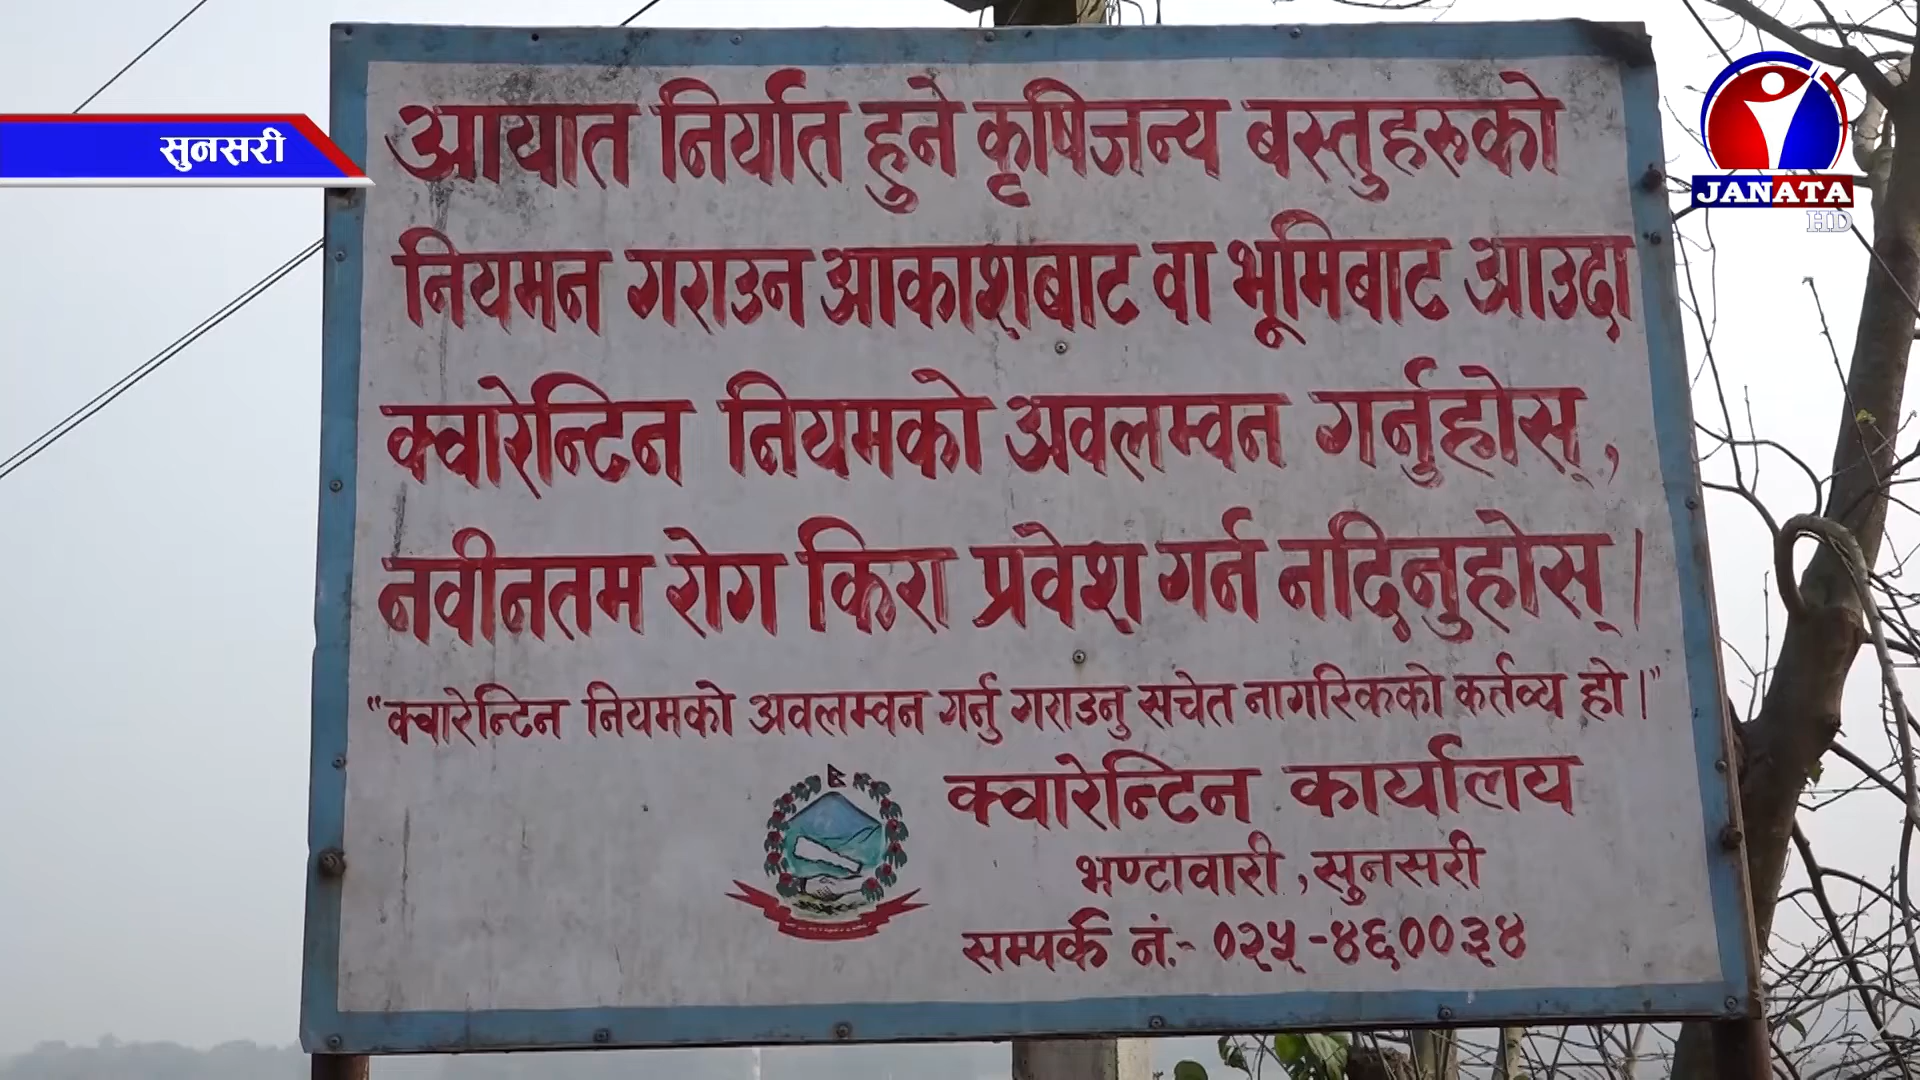 सुनसरी
JANATA
HD
आयात निर्यात हुने कृषिजन्य बस्तुहरुको
नियमन गराउन आकाश्बाट वा भूमिबाट आउदा
क्वारेन्टिन नियमको अवलम्वन गर्नुहोस्,
नवीनतम रोग किरा प्रवेश् गर्न नदिनुहोस्।
"क्वारेन्टिन नियमको अवलम्वन गर्नु गराउनु सचेत नागरिकको कर्तव्य हो।"
क्वारेन्टिन कार्यालय
भण्टावारी, सुनसरी
सम्पर्क नं.- ०२५-४६००३४